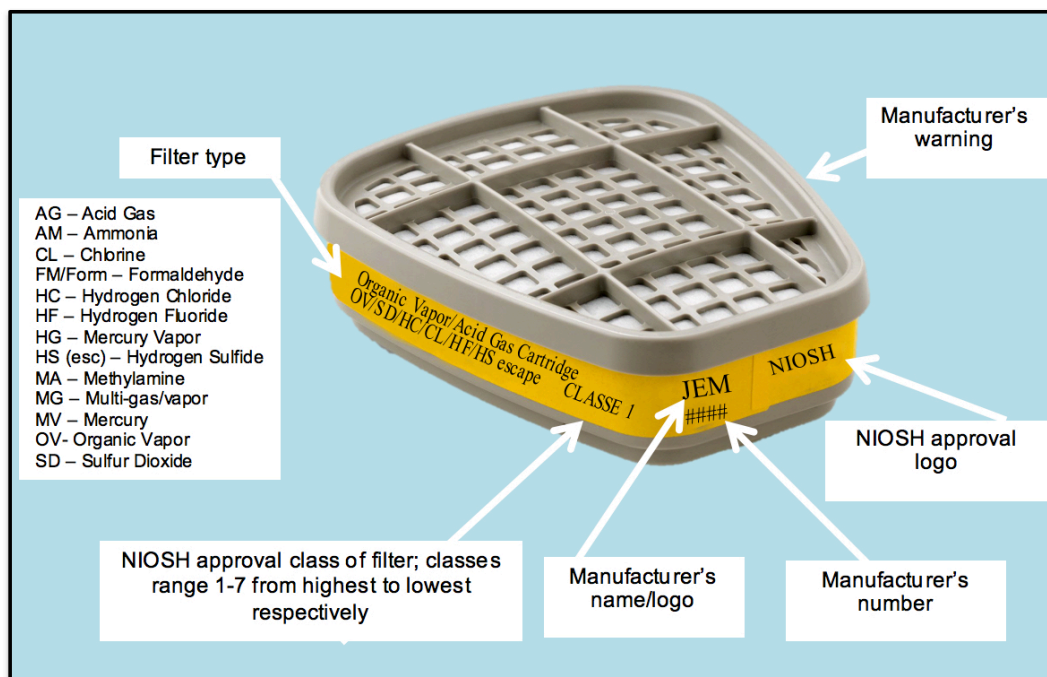 Manufacturer's
warning
Filter type
AG – Acid Gas
AM – Ammonia
CL – Chlorine
FM/Form – Formaldehyde
HC – Hydrogen Chloride
HF – Hydrogen Fluoride
HG – Mercury Vapor
HS (esc) – Hydrogen Sulfide
MA – Methylamine
MG – Multi-gas/vapor
MV – Mercury
OV- Organic Vapor
SD – Sulfur Dioxide
Organic Vapor/Acid Gas Cartridge
OV/SD/HC/CL/HF/HS escape CLASSE 1
JEM
####
NIOSH
NIOSH approval
logo
NIOSH approval class of filter; classes
range 1-7 from highest to lowest
respectively
Manufacturer's
name/logo
Manufacturer's
number